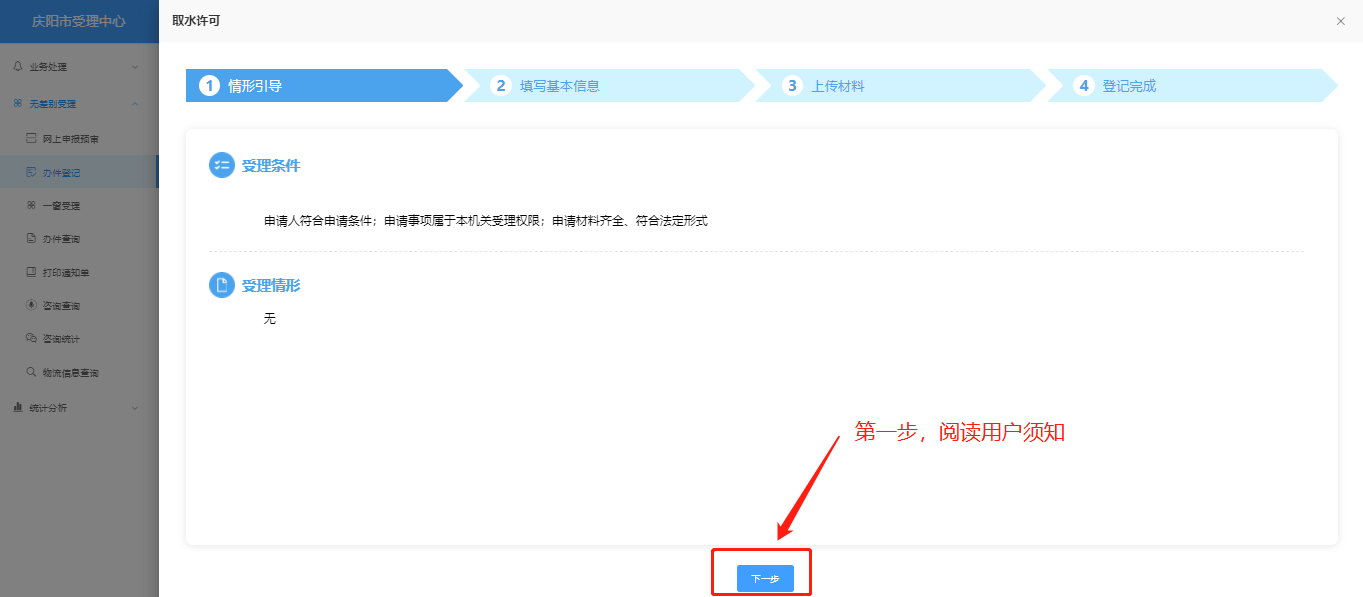 庆阳市受理中心
取水许可
业务处理
无差别受理
网上申报预审
办件登记
一窗受理
办件查询
打印通知单
咨询查询
咨询统计
物流信息查询
统计分析
1 情形引导
2 填写基本信息
3 上传材料
4 登记完成
受理条件
申请人符合申请条件；申请事项属于本机关受理权限；申请材料齐全、符合法定形式
受理情形
无
第一步，阅读用户须知
下一步